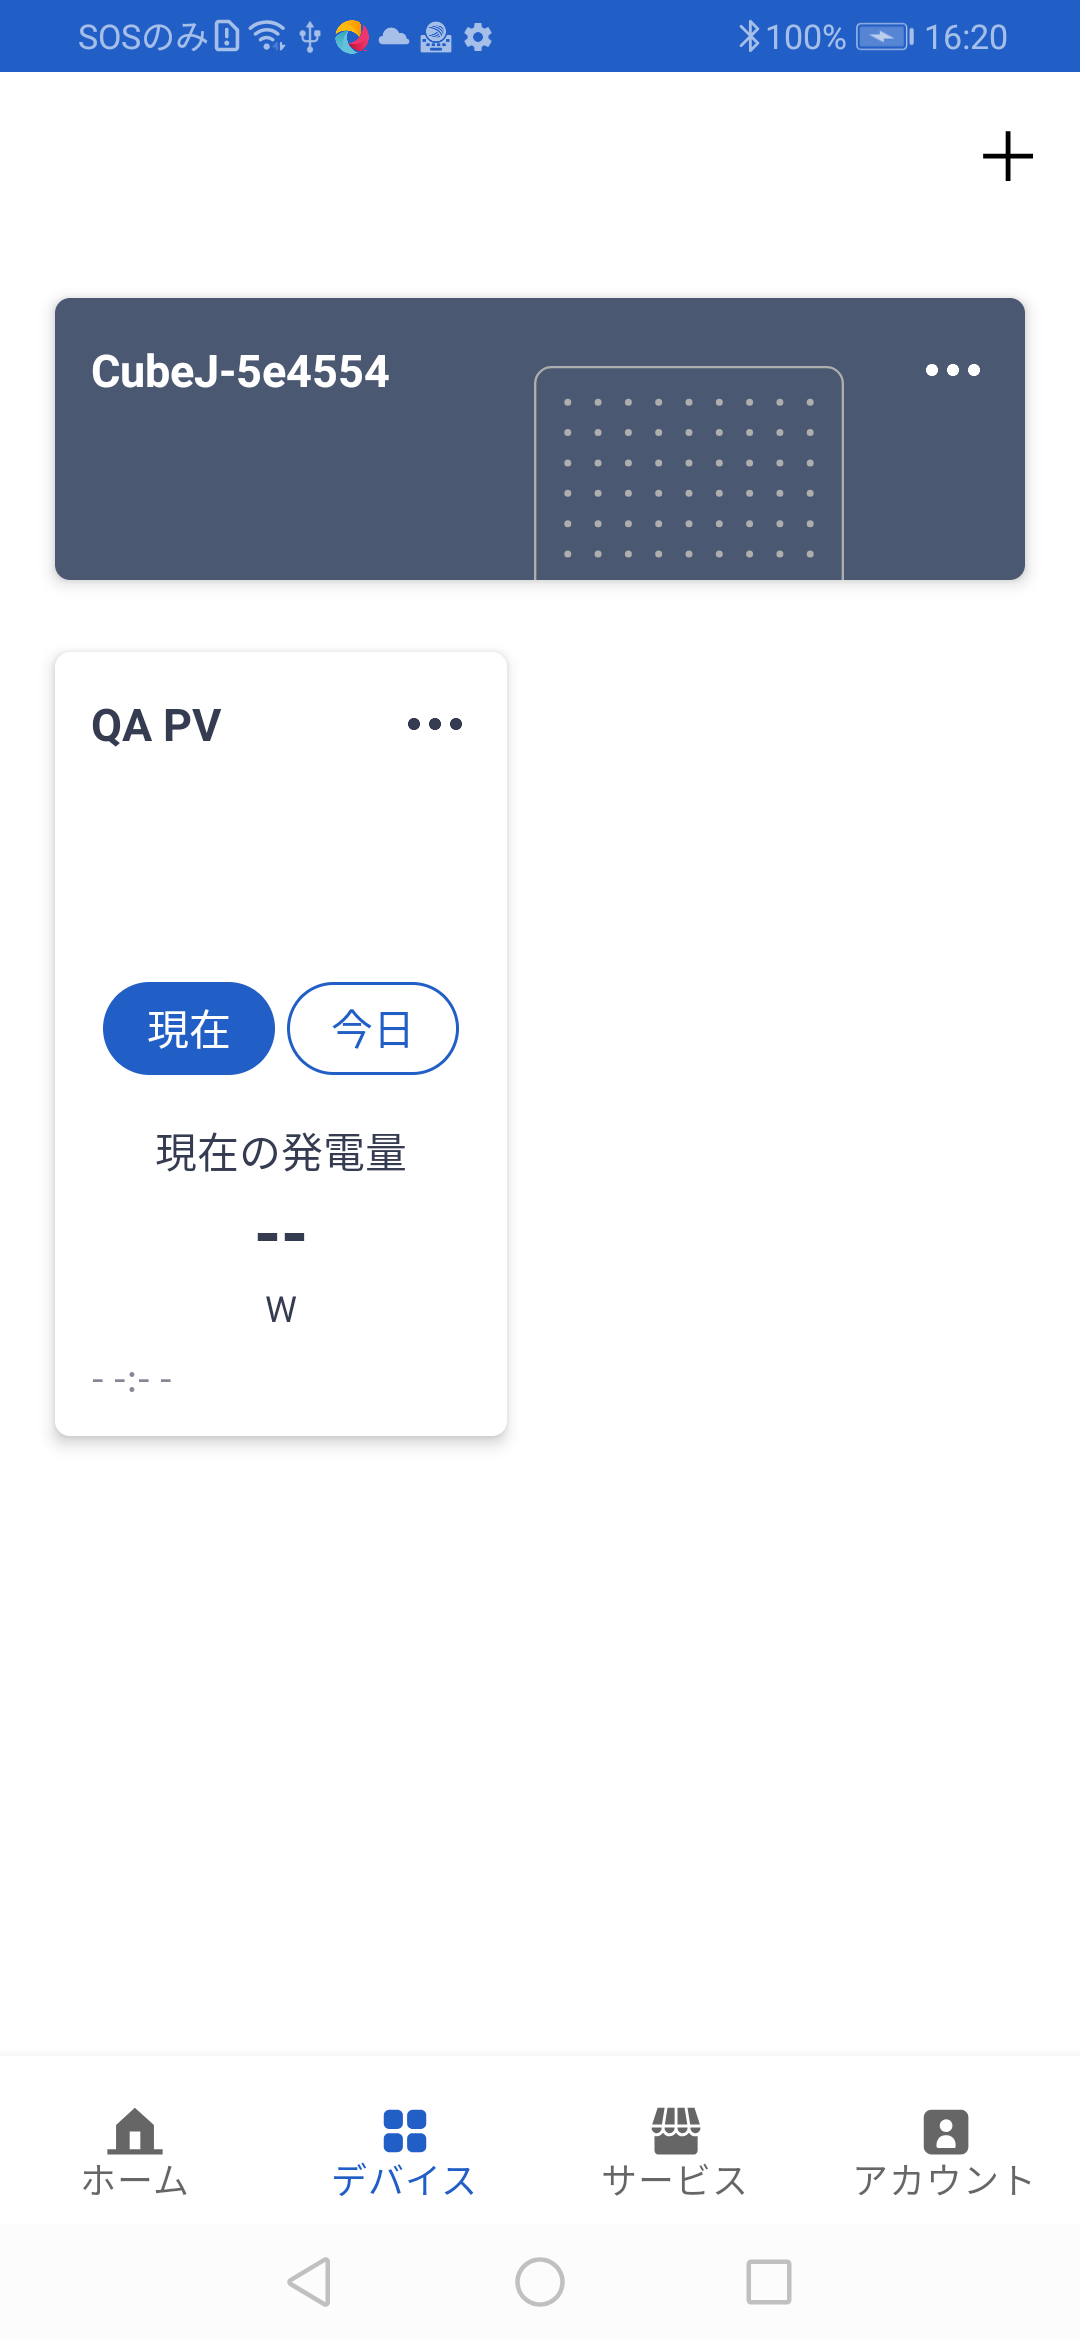 SOSのみ 100% 16:20
CubeJ-5e4554
QA PV
現在 今日
現在の発電量
--
W
- -:- -
ホーム デバイス サービス アカウント